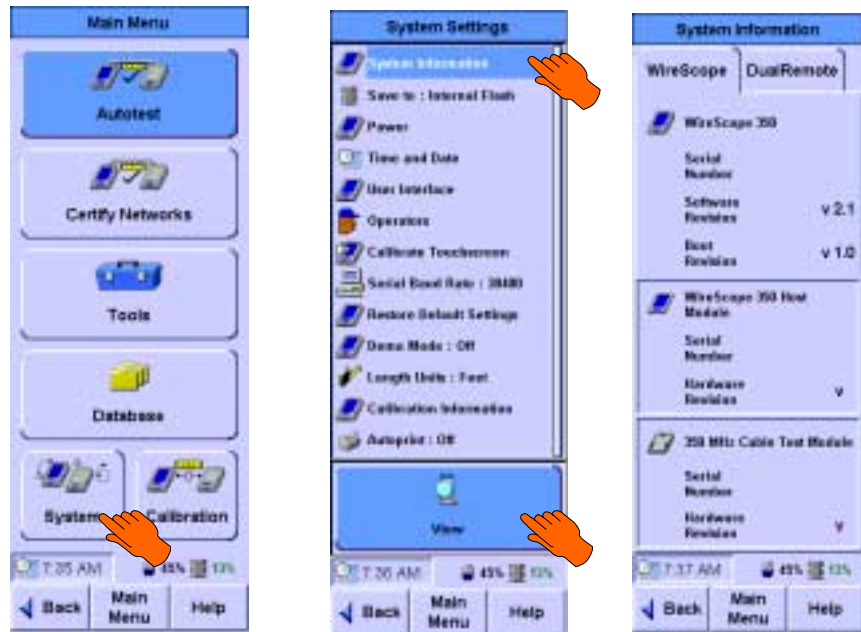 Main Menu
Autotest
Certify Networks
Tools
Database
System
Calibration
7:35 AM
45%
13%
Back
Main
Menu
Help
System Settings
System Information
Save to : Internal Flash
Power
Time and Date
User Interface
Operators
Calibrate Touchscreen
Serial Baud Rate : 38400
Restore Default Settings
Demo Mode : Off
Length Units : Feet
Calibration Information
Autoprint : Off
View
7:36 AM
45%
13%
Back
Main
Menu
Help
System Information
WireScope
DualRemote
WireScope 350
Serial
Number
Software
Revision
v 2.1
Boot
Revision
v 1.0
WireScope 350 Host
Module
Serial
Number
Hardware
Revision
v
350 MHz Cable Test Module
Serial
Number
Hardware
Revision
v
7:37 AM
45%
13%
Back
Main
Menu
Help